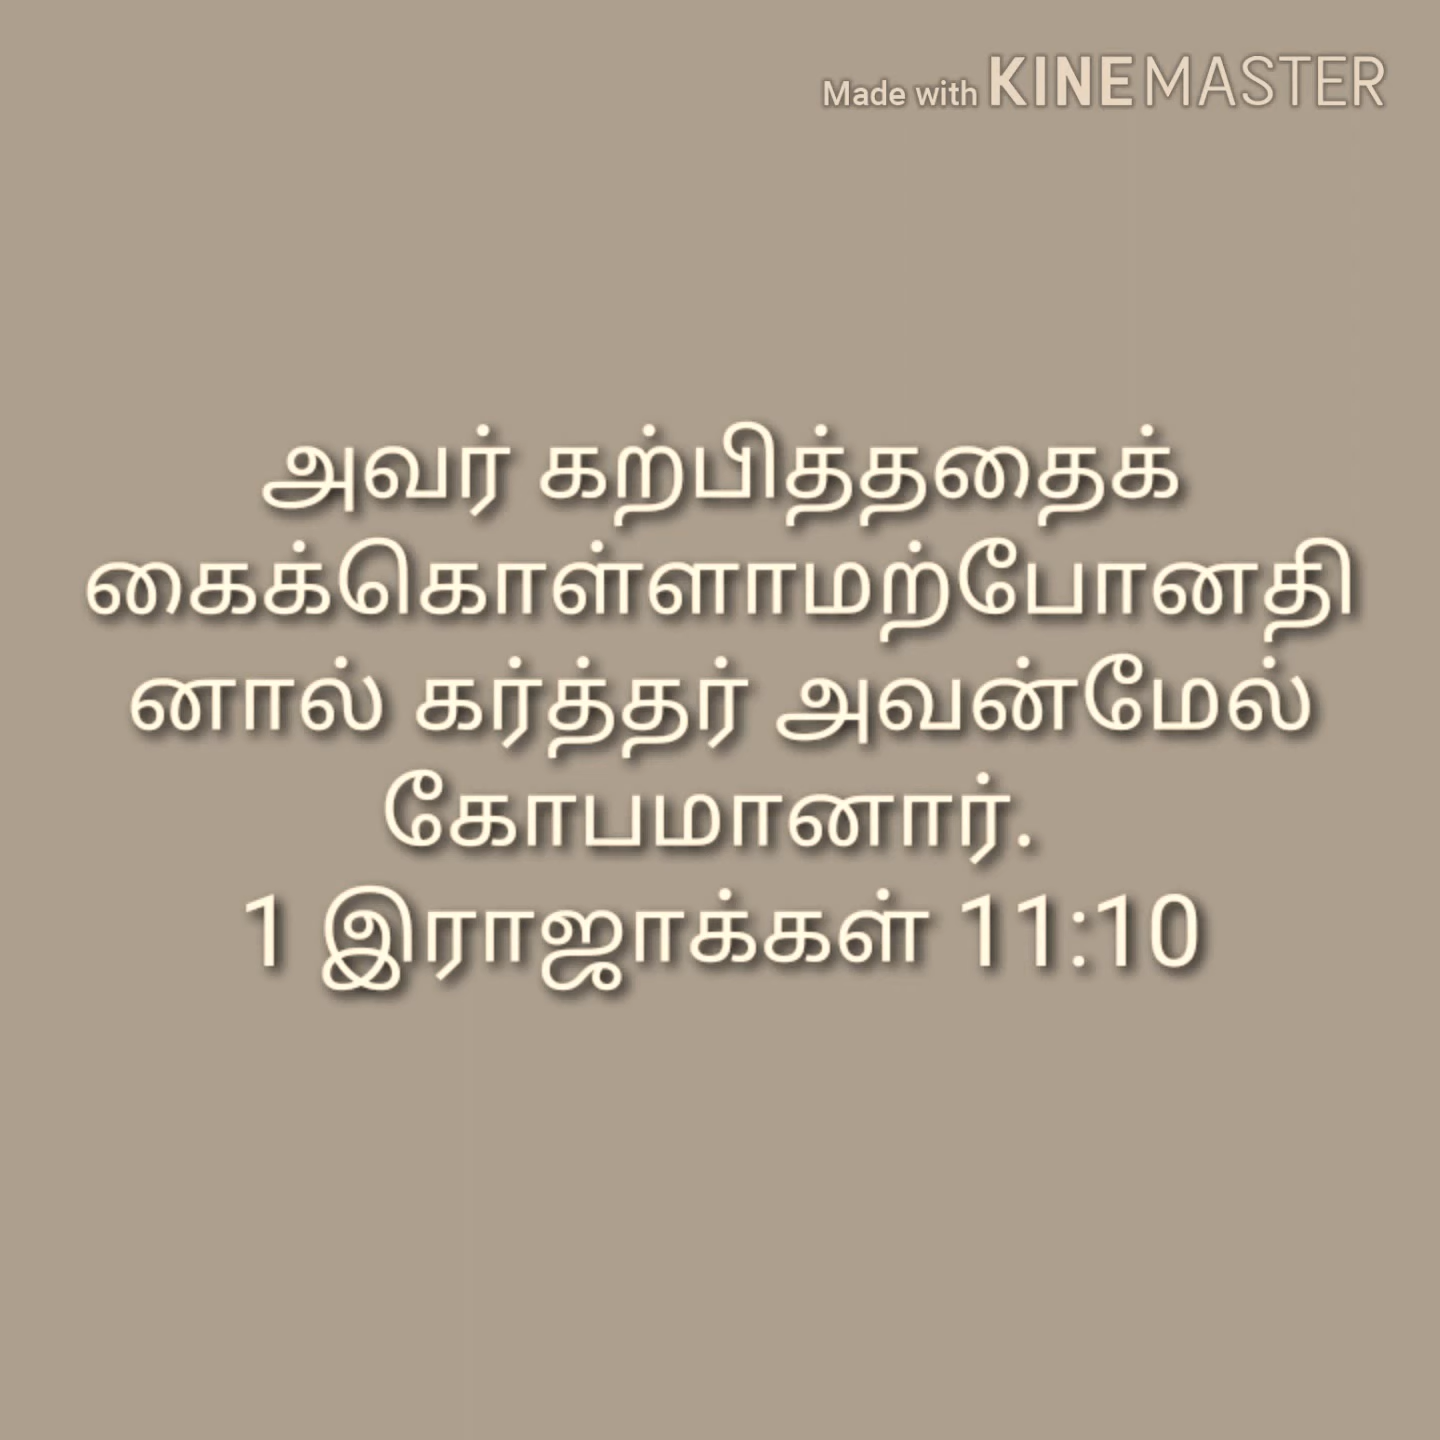 Made with KINEMASTER
அவர் கற்பித்ததைக்
கைக்கொள்ளாமற்போனதி
னால் கர்த்தர் அவன்மேல்
கோபமானார்.
1 இராஜாக்கள் 11:10